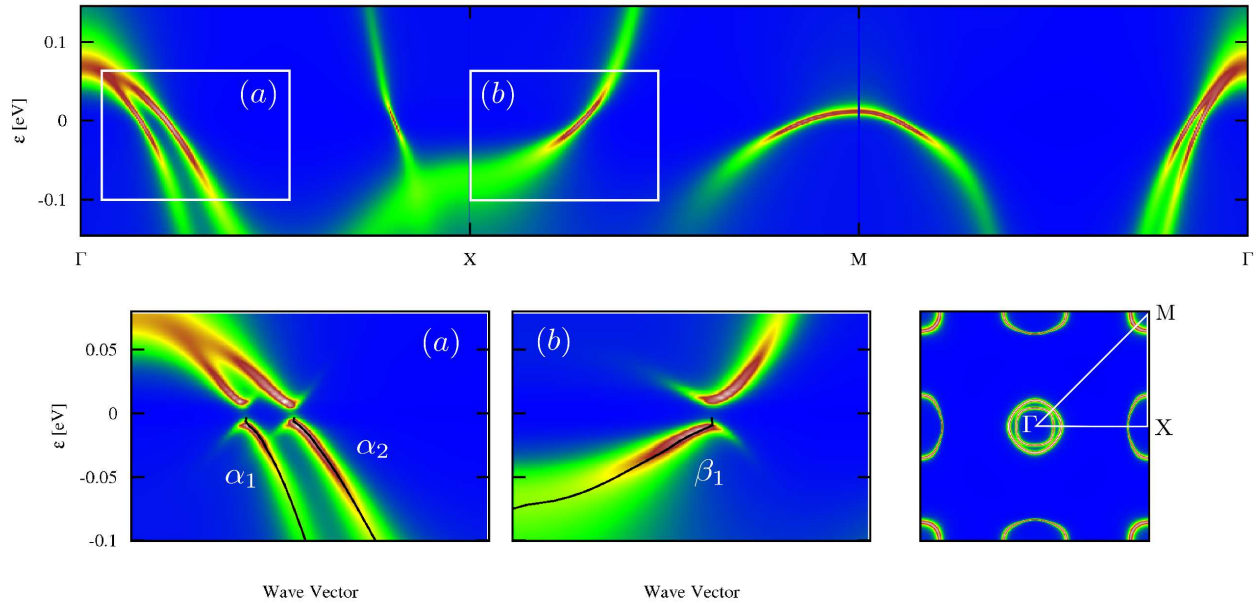 0.1
(a)
(b)
ε [eV]
0
-0.1
Γ
X
M
Γ
0.05
(a)
(b)
M
ε [eV]
0
Γ
X
α₁
α₂
β₁
-0.05
-0.1
Wave Vector
Wave Vector